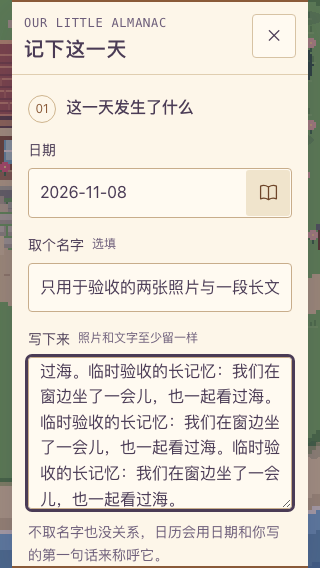 OUR LITTLE ALMANAC
记下这一天
01 这一天发生了什么
日期
2026-11-08
取个名字 选填
只用于验收的两张照片与一段长文
写下来 照片和文字至少留一样
过海。临时验收的长记忆：我们在
窗边坐了一会儿，也一起看过海。
临时验收的长记忆：我们在窗边坐
了一会儿，也一起看过海。临时验
收的长记忆：我们在窗边坐了一会
儿，也一起看过海。
不取名字也没关系，日历会用日期和你写
的第一句话来称呼它。